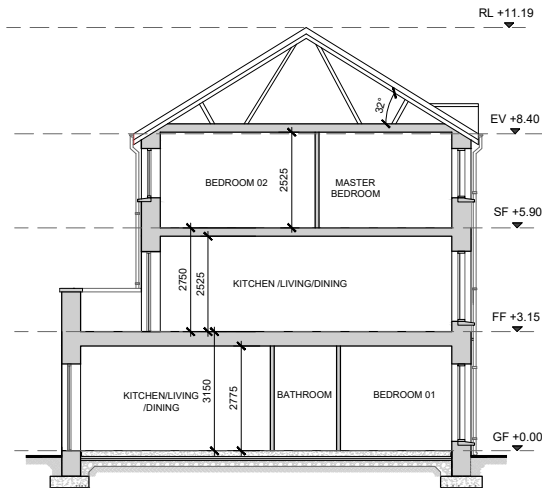 RL +11.19
32°
EV +8.40
BEDROOM 02
2525
MASTER
BEDROOM
SF +5.90
2750
2525
KITCHEN /LIVING/DINING
FF +3.15
KITCHEN/LIVING
/DINING
3150
2775
BATHROOM
BEDROOM 01
GF +0.00